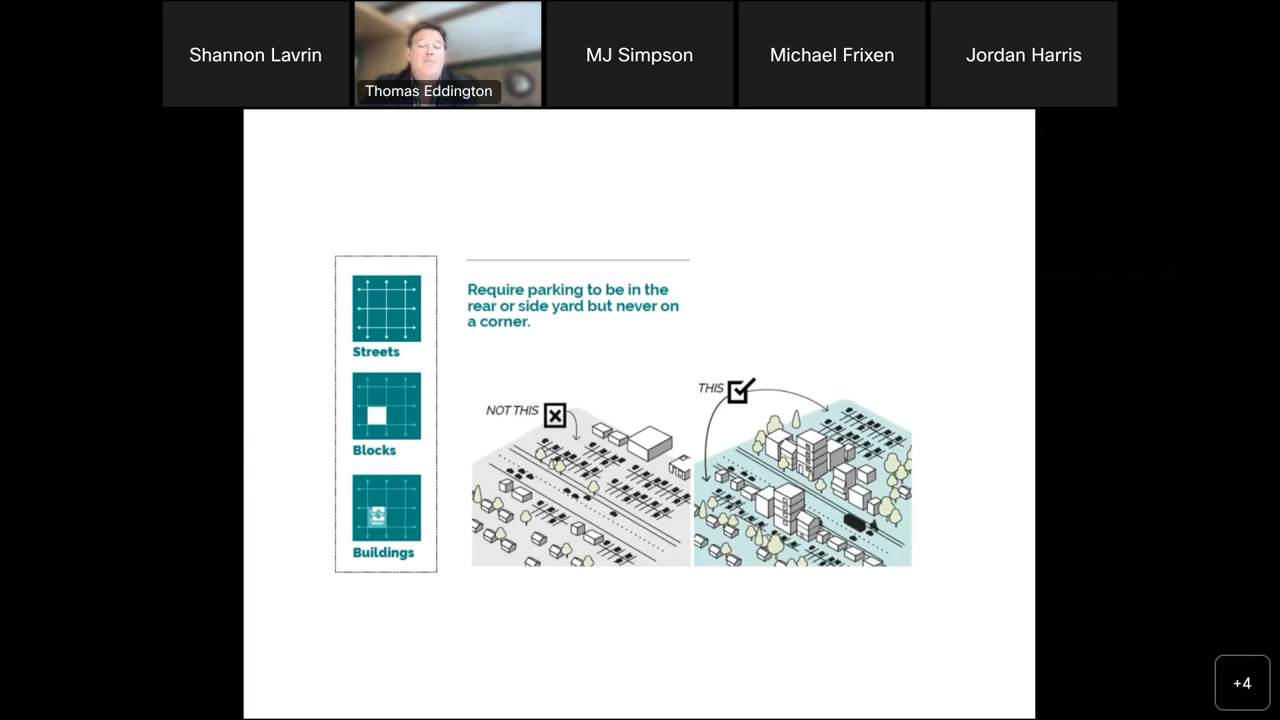 Shannon Lavrin
Thomas Eddington
MJ Simpson
Michael Frixen
Jordan Harris
Streets
Blocks
Buildings
Require parking to be in the
rear or side yard but never on
a corner.
NOT THIS
THIS
+4